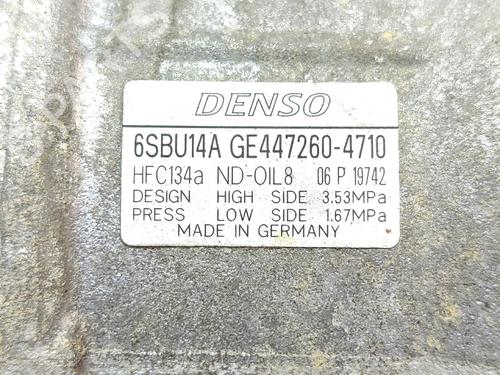 DENSO
6SBU14A GE447260-4710
HFC134a ND-OIL8 06 P 19742
DESIGN HIGH SIDE 3.53MPa
PRESS LOW SIDE 1.67MPa
MADE IN GERMANY